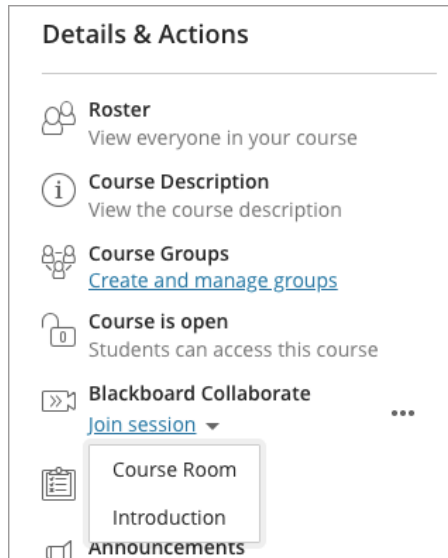 Details & Actions
Roster
View everyone in your course
Course Description
View the course description
Course Groups
Create and manage groups
Course is open
Students can access this course
Blackboard Collaborate
Join session
Course Room
Introduction
Announcements